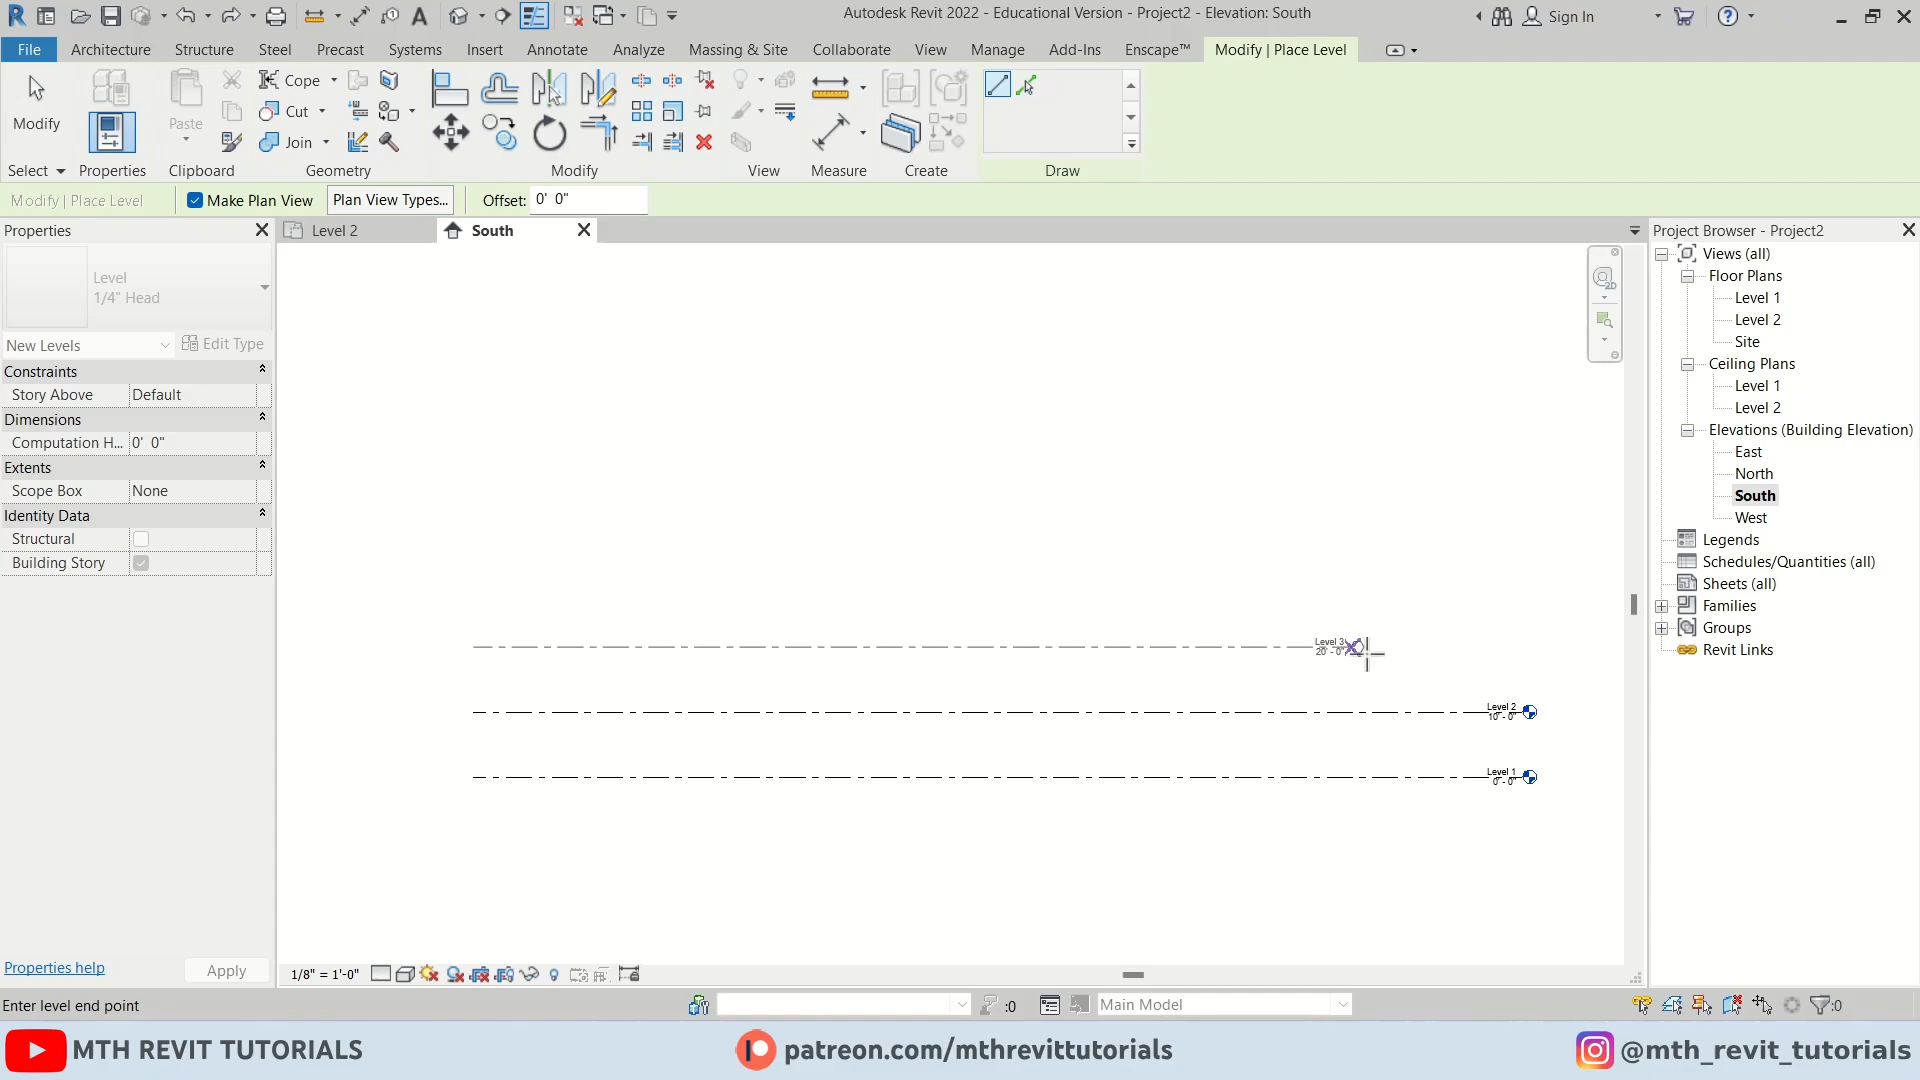 Autodesk Revit 2022 - Educational Version - Project2 - Elevation: South
Sign In
File Architecture Structure Steel Precast Systems Insert Annotate Analyze Massing & Site Collaborate View Manage Add-Ins Enscape™ Modify | Place Level
Modify
Paste
Cope
Cut
Join
Select Properties Clipboard Geometry Modify View Measure Create Draw
Modify | Place Level Make Plan View Plan View Types... Offset: 0' 0"
Properties
Level
1/4" Head
New Levels Edit Type
Constraints
Story Above Default
Dimensions
Computation H... 0' 0"
Extents
Scope Box None
Identity Data
Structural
Building Story
Properties help Apply
Level 2 South
Level 3
20' - 0"
Level 2
10' - 0"
Level 1
0' - 0"
1/8" = 1'-0"
Project Browser - Project2
Views (all)
Floor Plans
Level 1
Level 2
Site
Ceiling Plans
Level 1
Level 2
Elevations (Building Elevation)
East
North
South
West
Legends
Schedules/Quantities (all)
Sheets (all)
Families
Groups
Revit Links
Enter level end point :0 Main Model :0
MTH REVIT TUTORIALS patreon.com/mthrevittutorials @mth_revit_tutorials